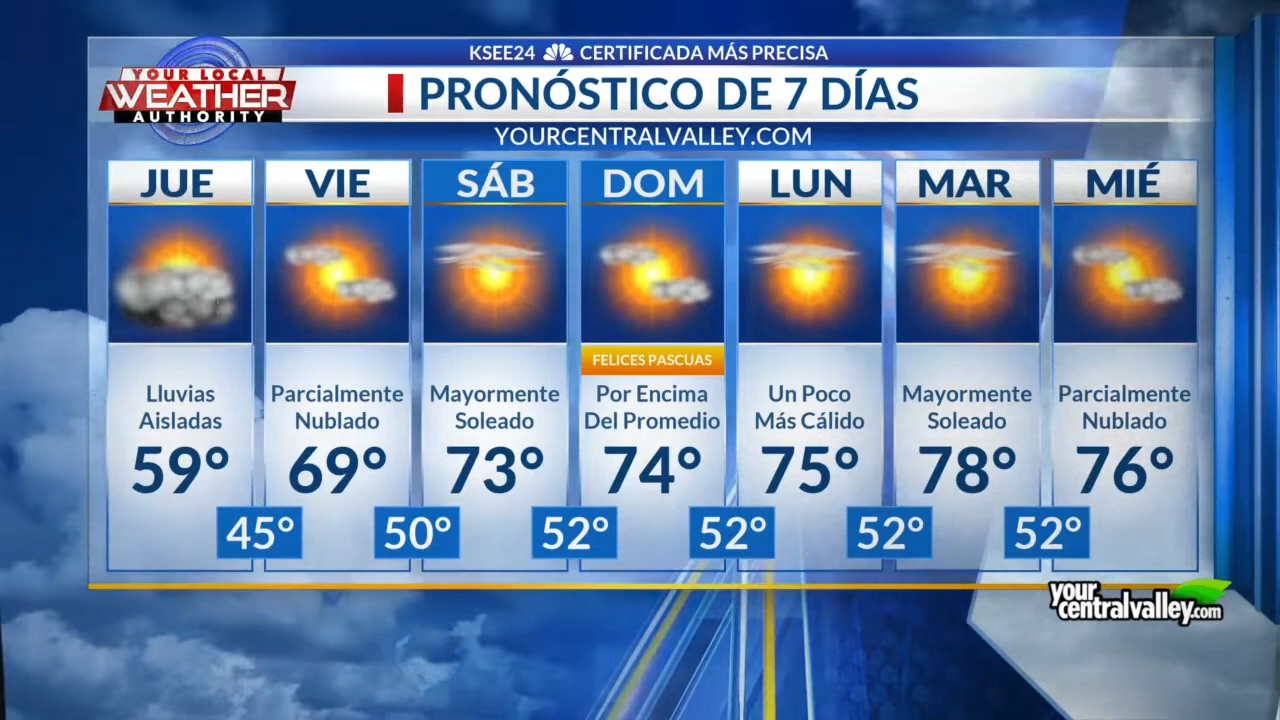 KSEE24 CERTIFICADA MÁS PRECISA
YOUR LOCAL
WEATHER
AUTHORITY
PRONÓSTICO DE 7 DÍAS
YOURCENTRALVALLEY.COM
JUE VIE SÁB DOM LUN MAR MIÉ
FELICES PASCUAS
Lluvias Parcialmente Mayormente Por Encima Un Poco Mayormente Parcialmente
Aisladas Nublado Soleado Del Promedio Más Cálido Soleado Nublado
59° 69° 73° 74° 75° 78° 76°
45° 50° 52° 52° 52° 52°
your
centralvalley.com